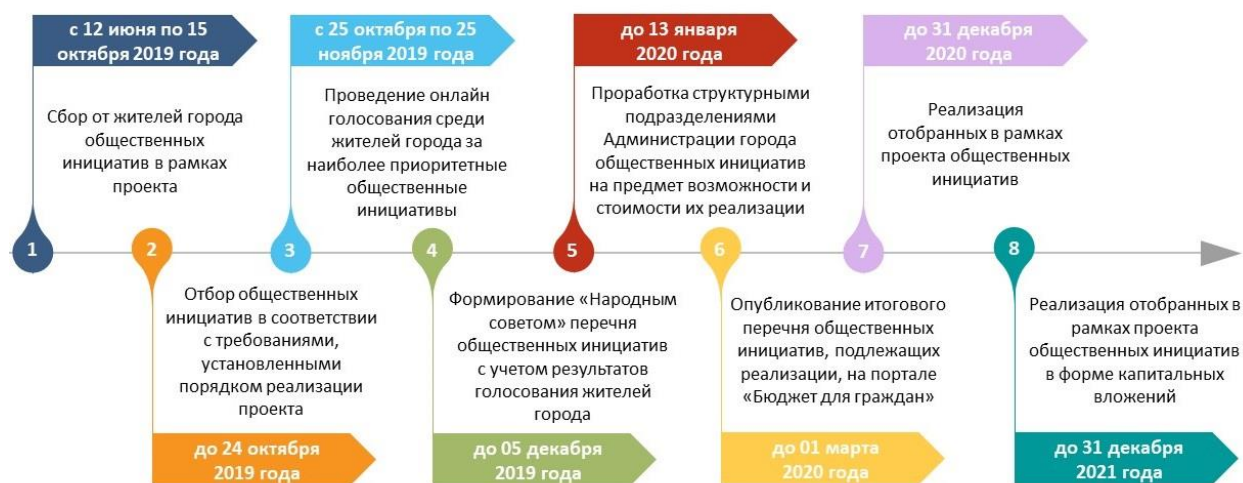 с 12 июня по 15
октября 2019 года
Сбор от жителей города
общественных
инициатив в рамках
проекта
1
2
Отбор общественных
инициатив в соответствии
с требованиями,
установленными
порядком реализации
проекта
до 24 октября
2019 года
с 25 октября по 25
ноября 2019 года
Проведение онлайн
голосования среди
жителей города за
наиболее приоритетные
общественные
инициативы
3
4
Формирование «Народным
советом» перечня
общественных инициатив
с учетом результатов
голосования жителей
города
до 05 декабря
2019 года
до 13 января
2020 года
Проработка структурными
подразделениями
Администрации города
общественных инициатив
на предмет возможности и
стоимости их реализации
5
6
Опубликование итогового
перечня общественных
инициатив, подлежащих
реализации, на портале
«Бюджет для граждан»
до 01 марта
2020 года
до 31 декабря
2020 года
Реализация
отобранных в рамках
проекта общественных
инициатив
7
8
Реализация отобранных в
рамках проекта
общественных инициатив
в форме капитальных
вложений
до 31 декабря
2021 года